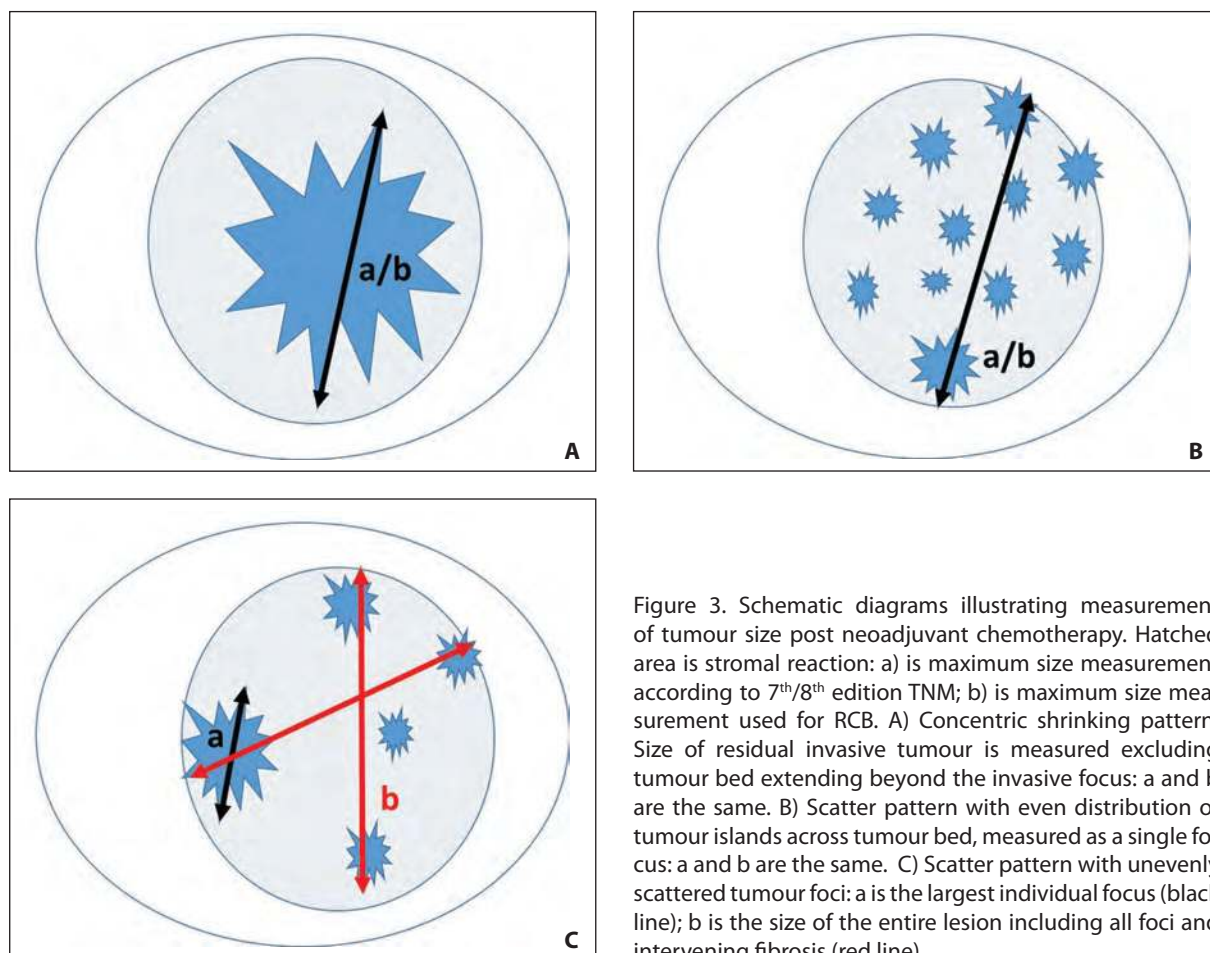 a/b
A
a/b
B
a
b
C
Figure 3. Schematic diagrams illustrating measuremen
of tumour size post neoadjuvant chemotherapy. Hatched
area is stromal reaction: a) is maximum size measuremen
according to 7th/8th edition TNM; b) is maximum size mea
surement used for RCB. A) Concentric shrinking pattern
Size of residual invasive tumour is measured excluding
tumour bed extending beyond the invasive focus: a and b
are the same. B) Scatter pattern with even distribution o
tumour islands across tumour bed, measured as a single fo
cus: a and b are the same. C) Scatter pattern with unevenly
scattered tumour foci: a is the largest individual focus (black
line); b is the size of the entire lesion including all foci and
intervening fibrosis (red line)